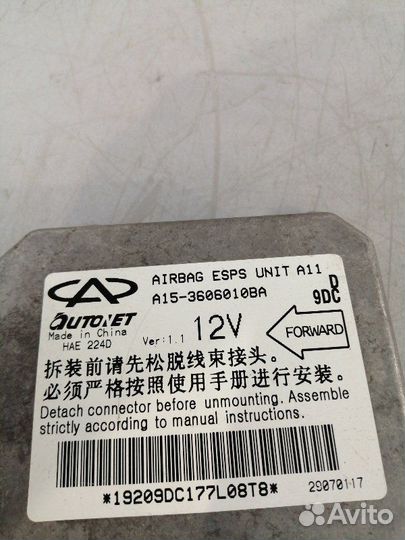 AIRBAG ESPS UNIT A11
D
A15-3606010BA
9DC
AUTONET
Made in China
HAE 224D
Ver:1.1
12V
FORWARD
拆装前请先松脱线束接头.
必须严格按照使用手册进行安装.
Detach connector before unmounting. Assemble
strictly according to manual instructions.
*19209DC177L08T8*
29070117
Avito